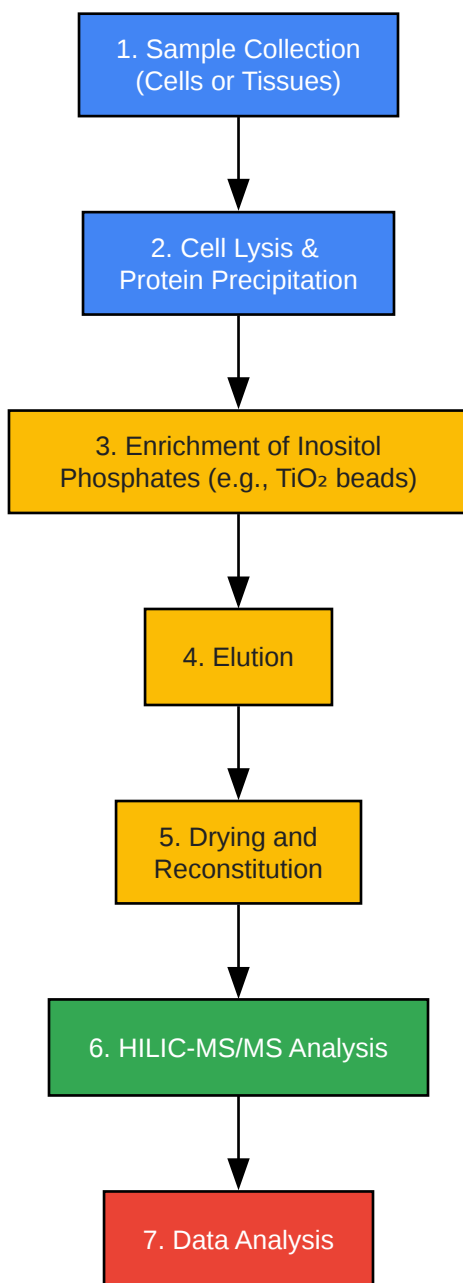 1. Sample Collection
(Cells or Tissues)
2. Cell Lysis &
Protein Precipitation
3. Enrichment of Inositol
Phosphates (e.g., TiO₂ beads)
4. Elution
5. Drying and
Reconstitution
6. HILIC-MS/MS Analysis
7. Data Analysis